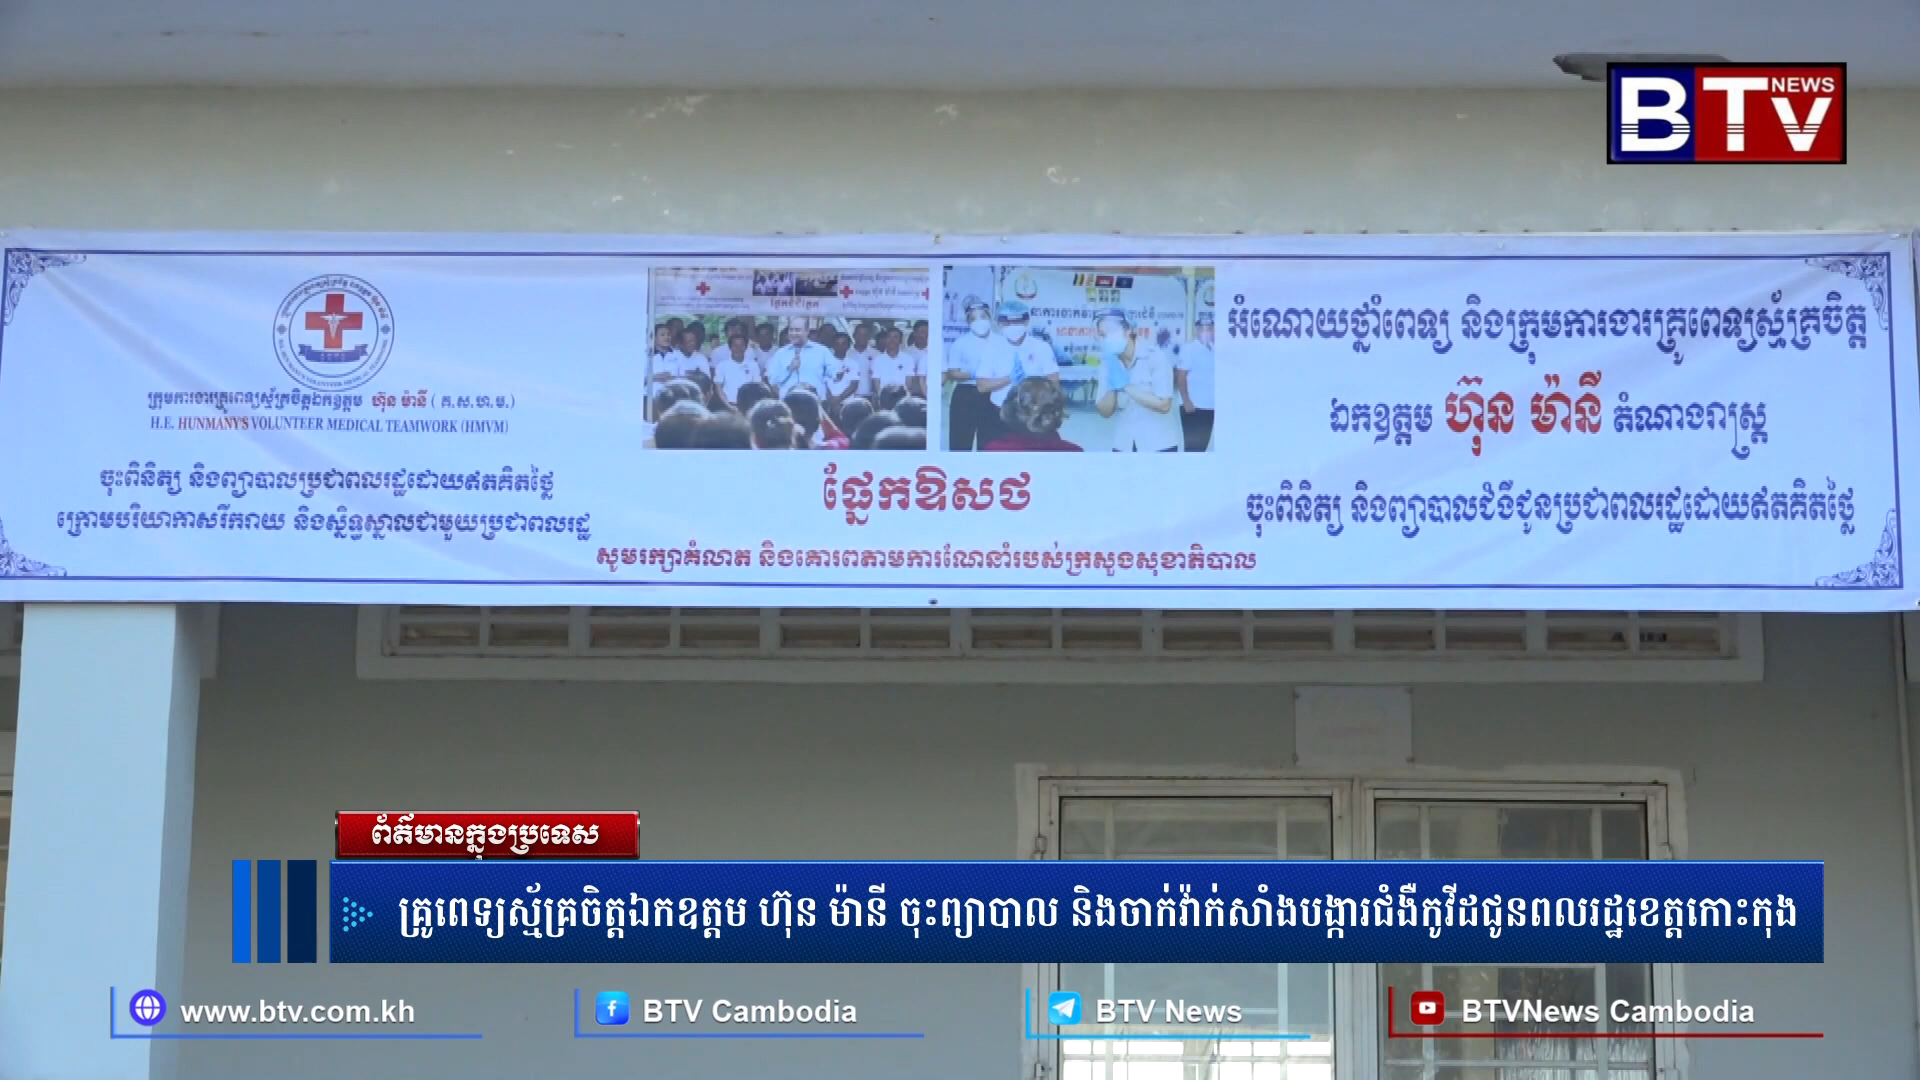 BTV NEWS
ក្រុមការងារគ្រូពេទ្យស្ម័គ្រចិត្តឯកឧត្តម ហ៊ុន ម៉ានី ( គ.ស.ហ.ម.)
H.E. HUNMANY'S VOLUNTEER MEDICAL TEAMWORK (HMVM)
ចុះពិនិត្យ និងព្យាបាលប្រជាពលរដ្ឋដោយឥតគិតថ្លៃ
ក្រោមបរិយាកាសរីករាយ និងស្និទ្ធស្នាលជាមួយប្រជាពលរដ្ឋ
ផ្នែកឱសថ
សូមរក្សាគំលាត និងគោរពតាមការណែនាំរបស់ក្រសួងសុខាភិបាល
អំណោយថ្នាំពេទ្យ និងក្រុមការងារគ្រូពេទ្យស្ម័គ្រចិត្ត
ឯកឧត្តម ហ៊ុន ម៉ានី តំណាងរាស្ត្រ
ចុះពិនិត្យ និងព្យាបាលជំងឺជូនប្រជាពលរដ្ឋដោយឥតគិតថ្លៃ
ព័ត៌មានក្នុងប្រទេស
គ្រូពេទ្យស្ម័គ្រចិត្តឯកឧត្តម ហ៊ុន ម៉ានី ចុះព្យាបាល និងចាក់វ៉ាក់សាំងបង្ការជំងឺកូវីដជូនពលរដ្ឋខេត្តកោះកុង
www.btv.com.kh
BTV Cambodia
BTV News
BTVNews Cambodia